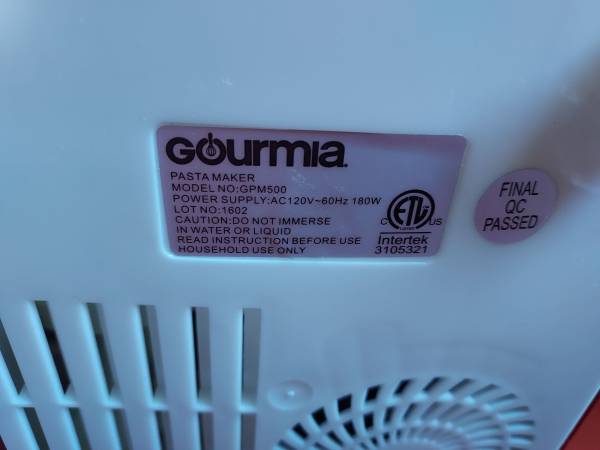 Gourmia
PASTA MAKER
MODEL NO:GPM500
POWER SUPPLY:AC120V~60Hz 180W
LOT NO:1602
CAUTION:DO NOT IMMERSE
IN WATER OR LIQUID
READ INSTRUCTION BEFORE USE
HOUSEHOLD USE ONLY
C ETL US
LISTED
Intertek
3105321
FINAL
QC
PASSED